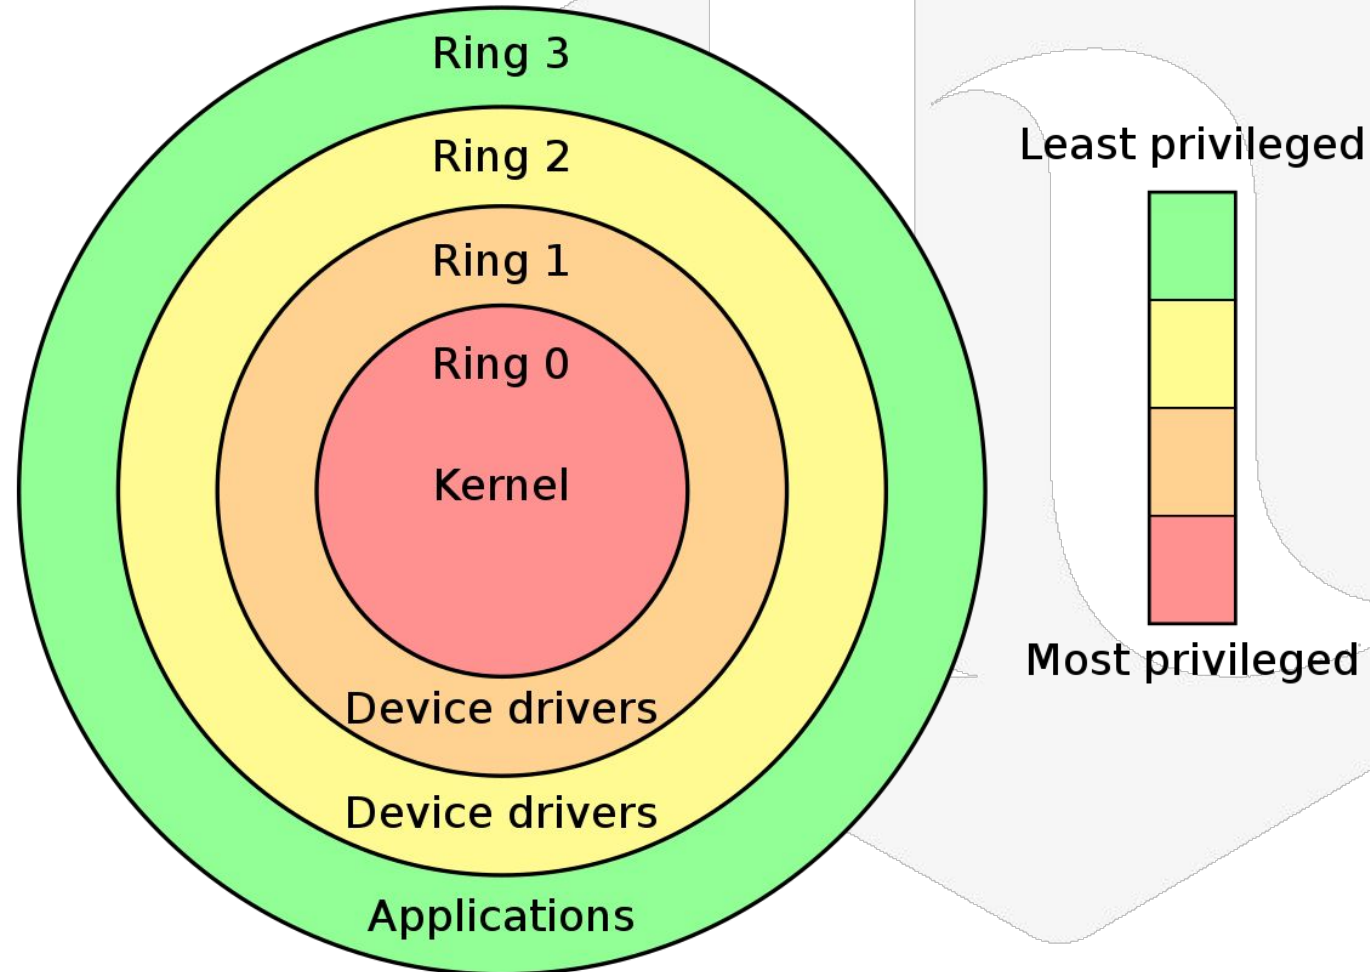 Ring 3
Ring 2
Ring 1
Ring 0
Kernel
Device drivers
Device drivers
Applications
Least privileged
Most privileged